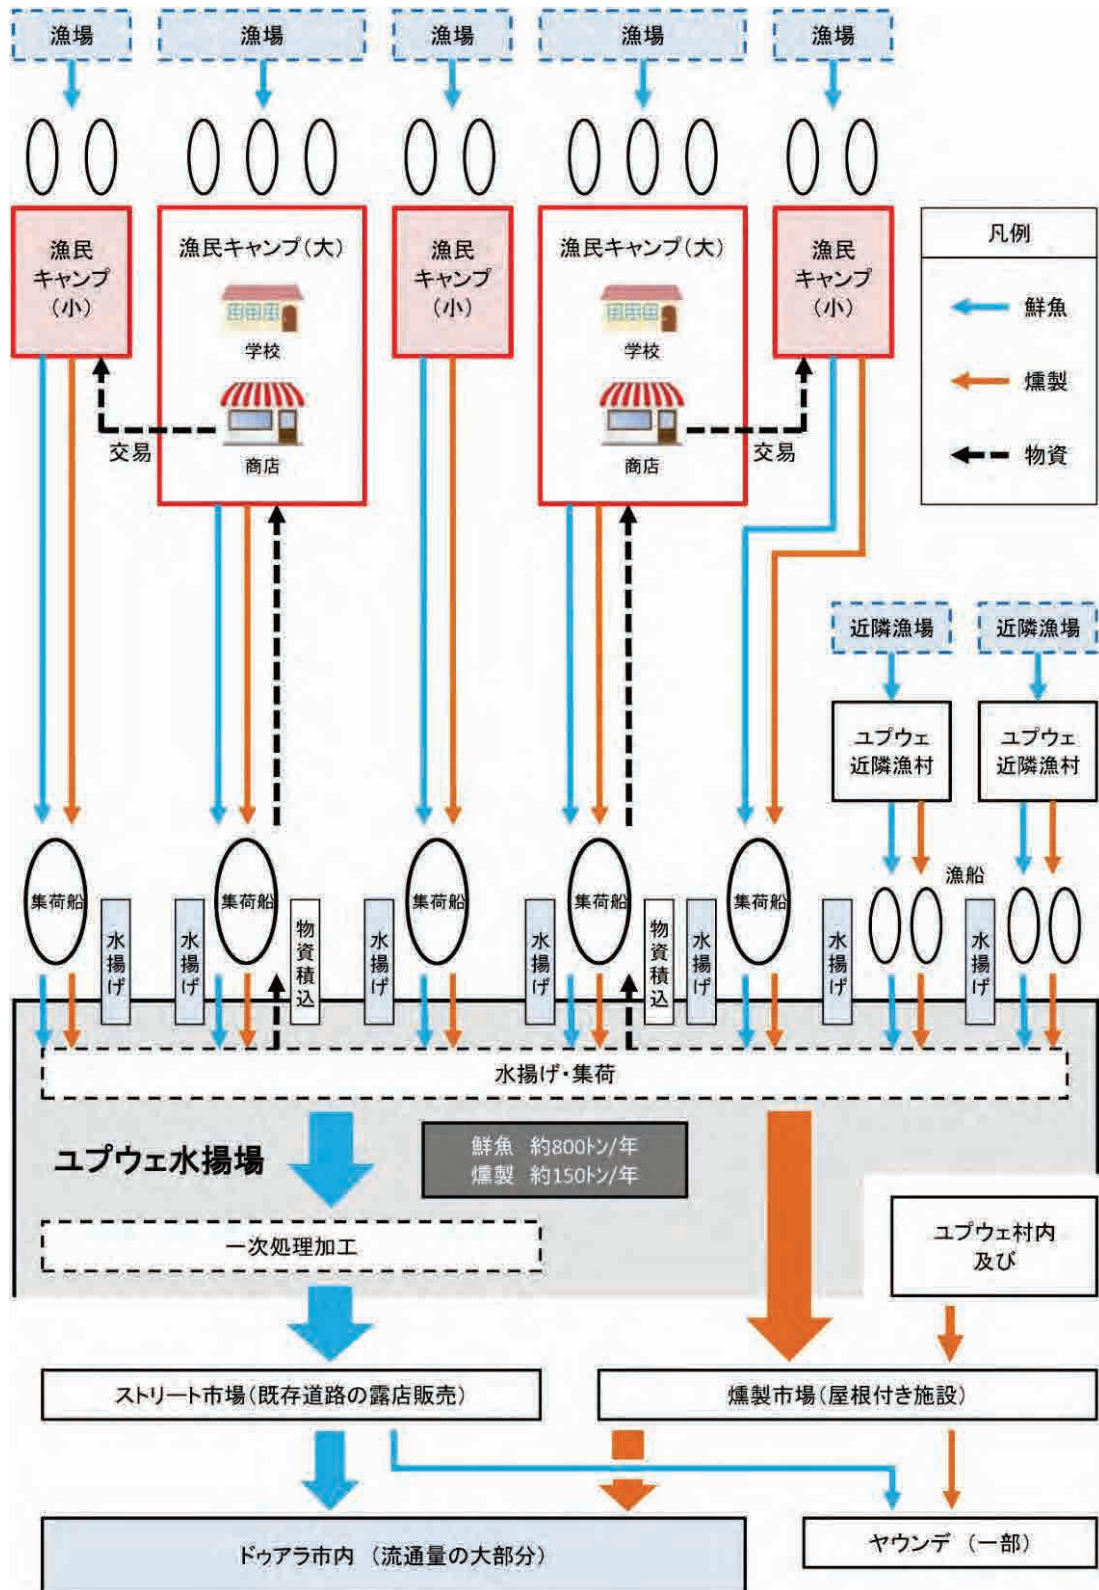 漁場
漁場
漁場
漁場
漁場
漁民
キャンプ
(小)
漁民キャンプ(大)
学校
商店
漁民
キャンプ
(小)
漁民キャンプ(大)
学校
商店
漁民
キャンプ
(小)
交易
交易
凡例
鮮魚
燻製
物資
近隣漁場
近隣漁場
ユプウェ
近隣漁村
ユプウェ
近隣漁村
漁船
集荷船
水揚げ
水揚げ
集荷船
物資積込
水揚げ
集荷船
水揚げ
集荷船
物資積込
水揚げ
集荷船
水揚げ
水揚げ
水揚げ・集荷
ユプウェ水揚場
鮮魚 約800トン/年
燻製 約150トン/年
一次処理加工
ユプウェ村内
及び
ストリート市場(既存道路の露店販売)
燻製市場(屋根付き施設)
ドゥアラ市内 (流通量の大部分)
ヤウンデ (一部)